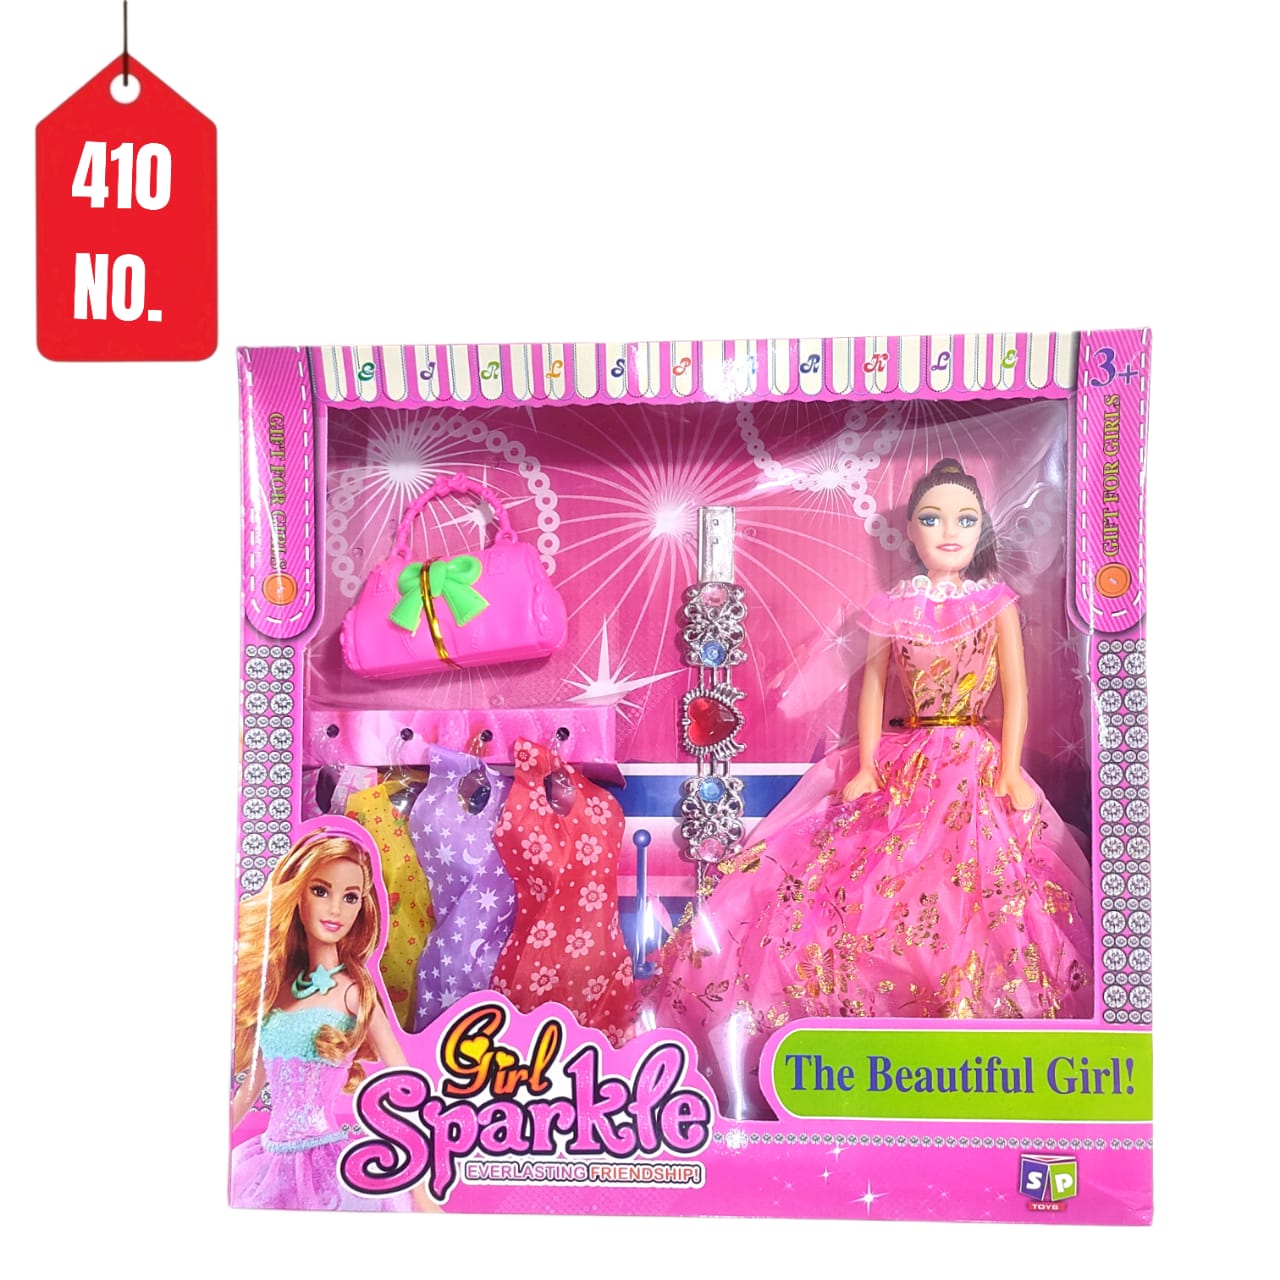 410
NO.
GIRL SPARKLE
3+
GIFT FOR GIRLS
GIFT FOR GIRLS
Girl
Sparkle
EVERLASTING FRIENDSHIP!
The Beautiful Girl!
SP
TOYS